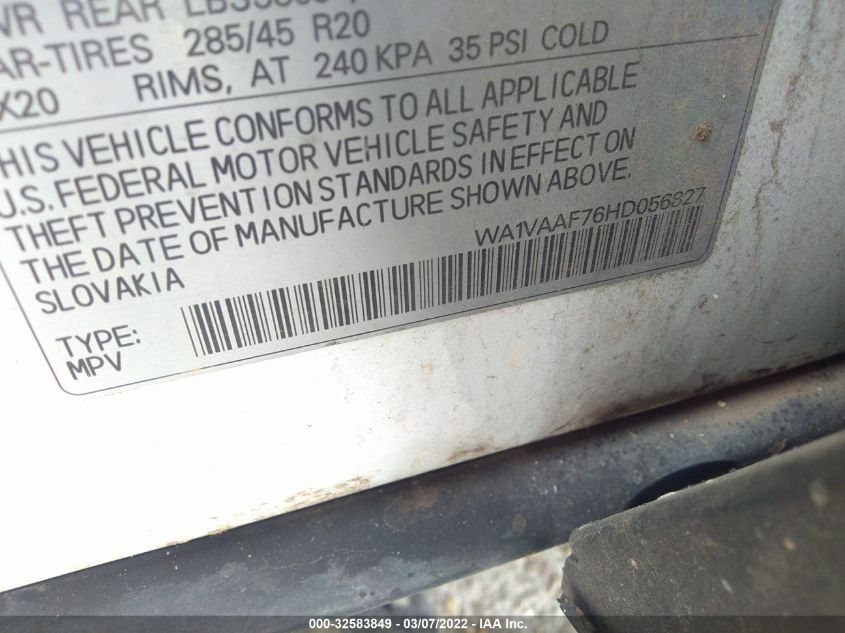 REAR
AR-TIRES 285/45 R20
X20 RIMS, AT 240 KPA 35 PSI COLD
THIS VEHICLE CONFORMS TO ALL APPLICABLE
U.S. FEDERAL MOTOR VEHICLE SAFETY AND
THEFT PREVENTION STANDARDS IN EFFECT ON
THE DATE OF MANUFACTURE SHOWN ABOVE.
SLOVAKIA
WA1VAAF76HD056827
TYPE:
MPV
000-32583849 - 03/07/2022 - IAA Inc.